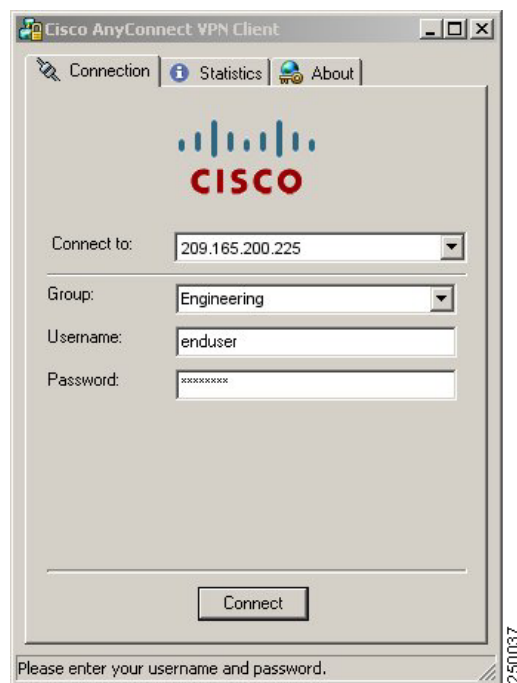 Cisco AnyConnect VPN Client
Connection
Statistics
About
CISCO
Connect to:
209.165.200.225
Group:
Engineering
Username:
enduser
Password:
xxxxxxxx
Connect
Please enter your username and password.
250037